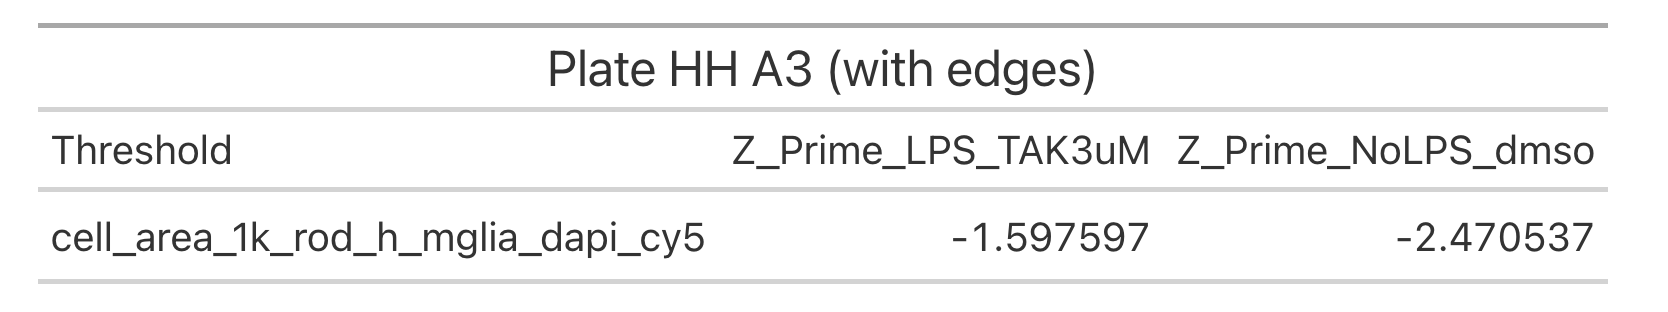 Plate HH A3 (with edges)
Threshold Z_Prime_LPS_TAK3uM Z_Prime_NoLPS_dmso
cell_area_1k_rod_h_mglia_dapi_cy5 -1.597597 -2.470537